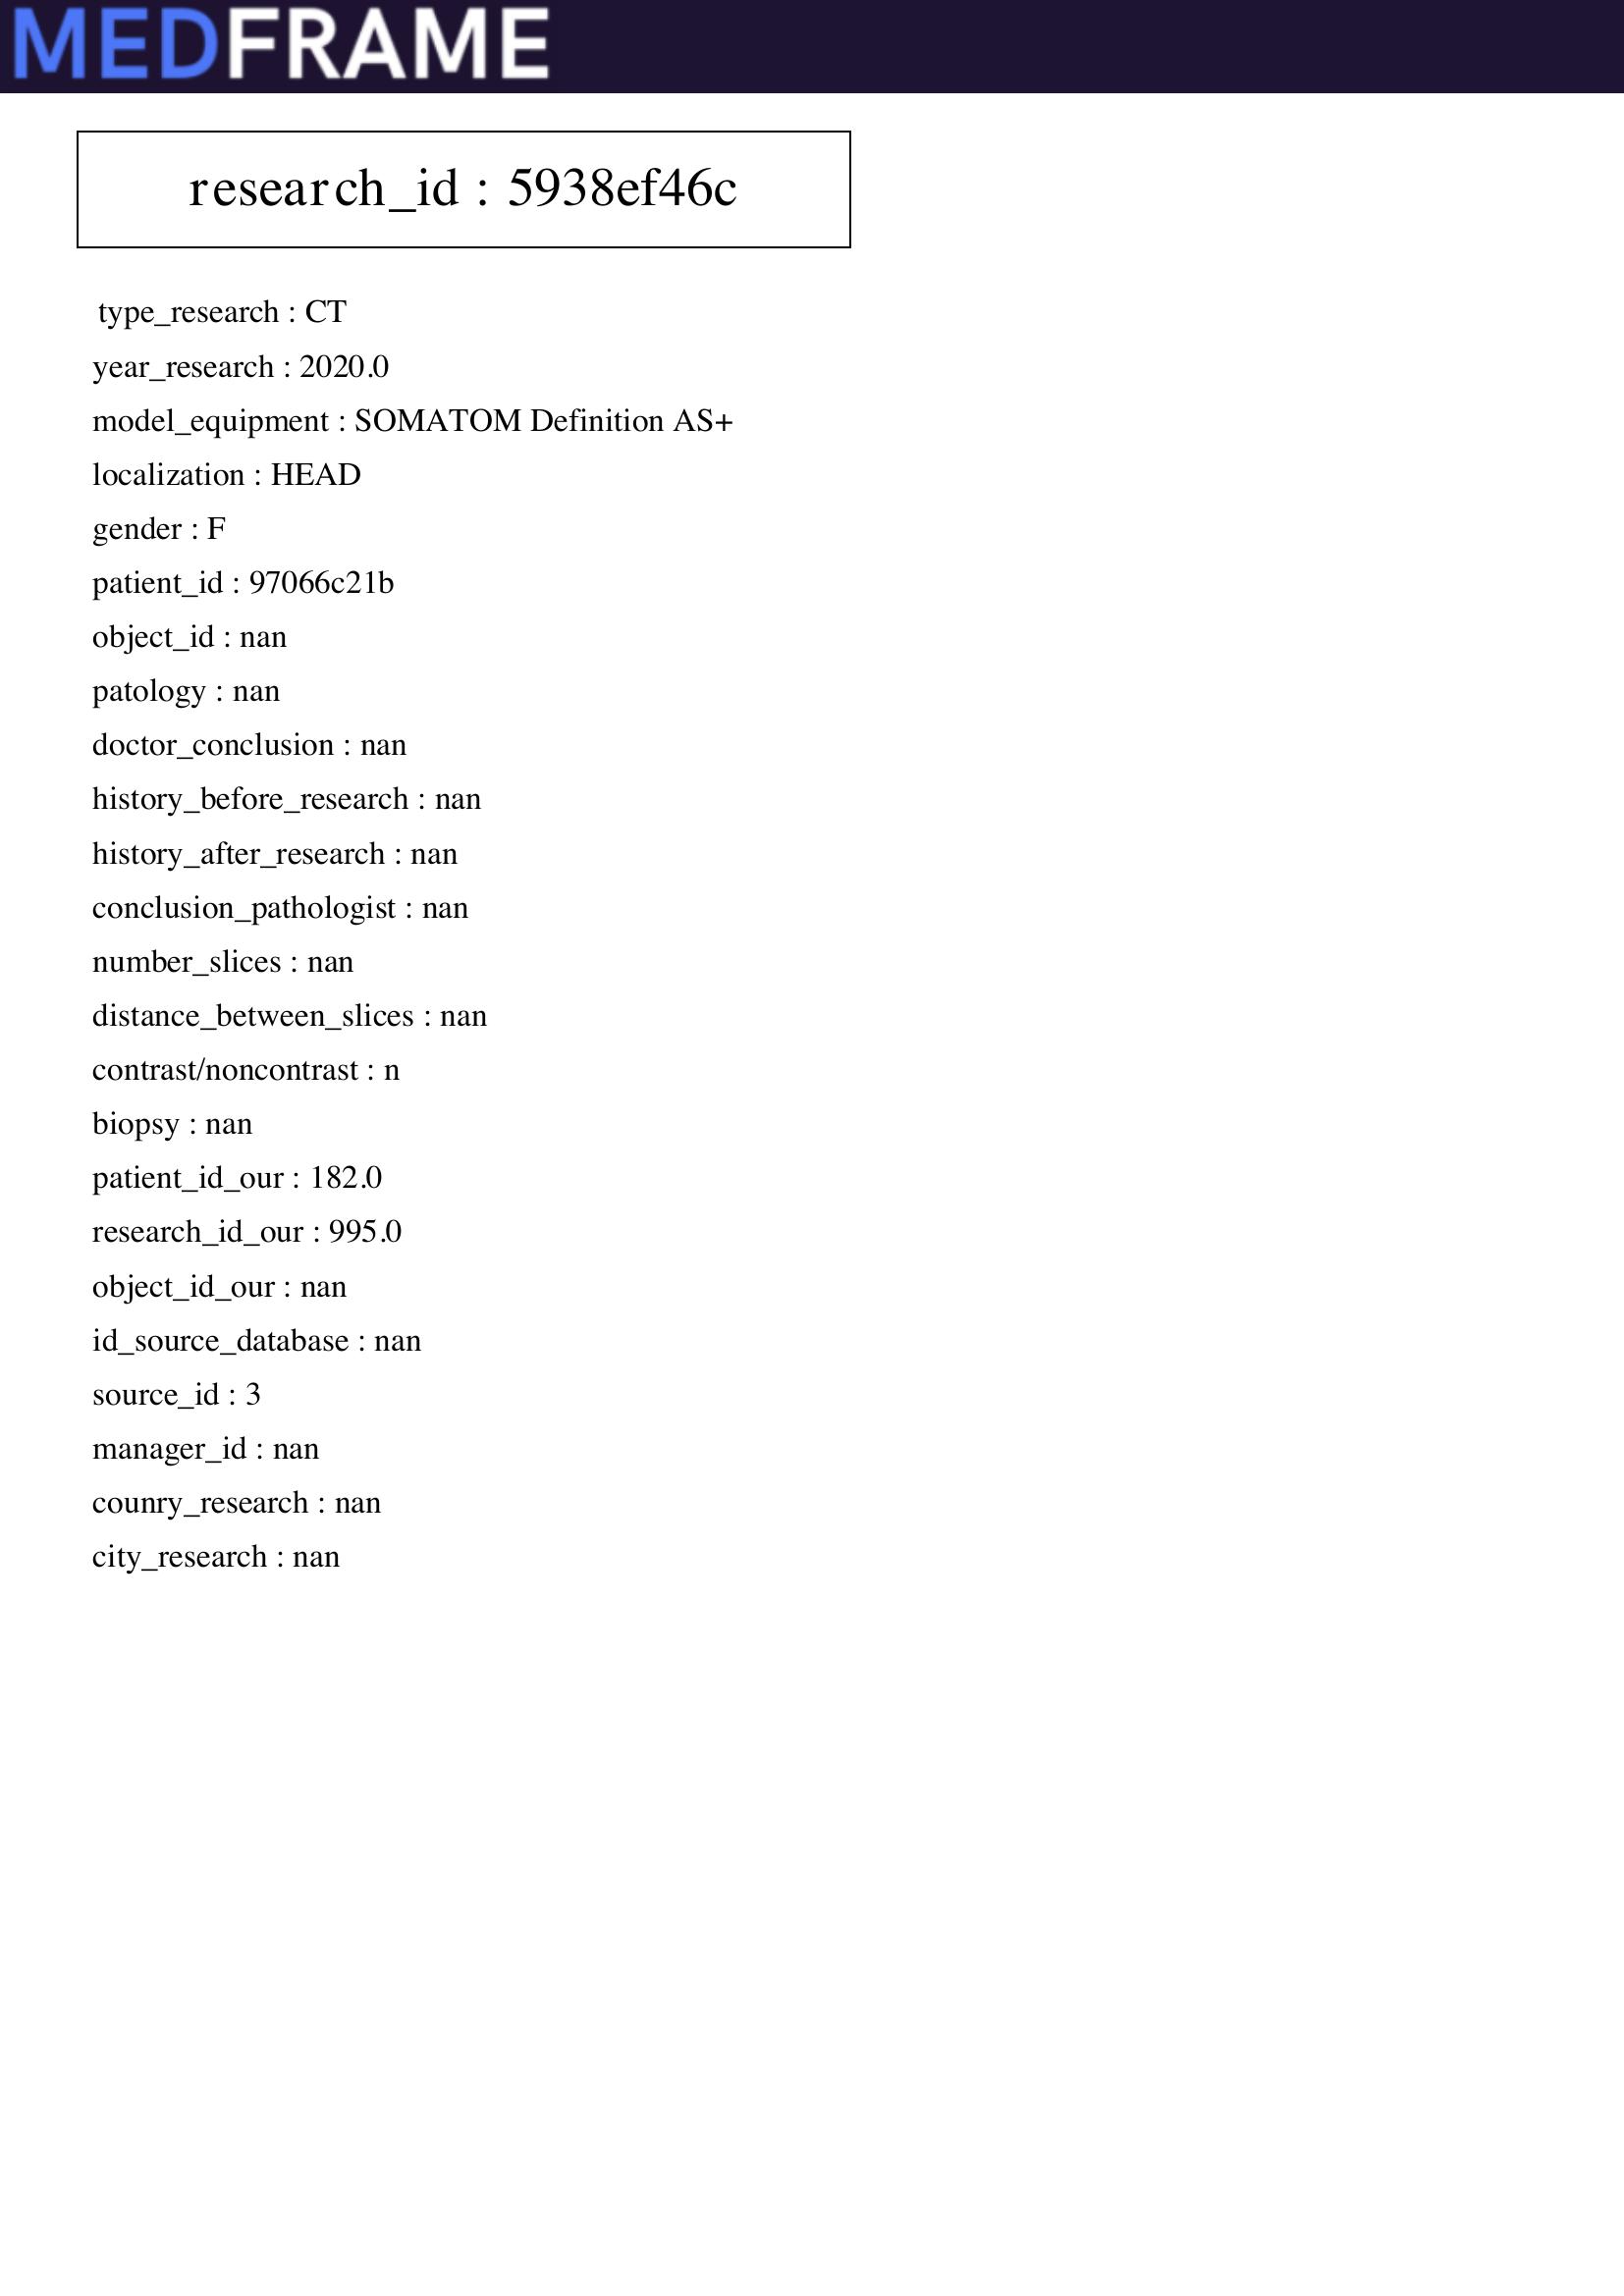 MEDFRAME
research_id : 5938ef46c
type_research : CT
year_research : 2020.0
model_equipment : SOMATOM Definition AS+
localization : HEAD
gender : F
patient_id : 97066c21b
object_id : nan
patology : nan
doctor_conclusion : nan
history_before_research : nan
history_after_research : nan
conclusion_pathologist : nan
number_slices : nan
distance_between_slices : nan
contrast/noncontrast : n
biopsy : nan
patient_id_our : 182.0
research_id_our : 995.0
object_id_our : nan
id_source_database : nan
source_id : 3
manager_id : nan
counry_research : nan
city_research : nan